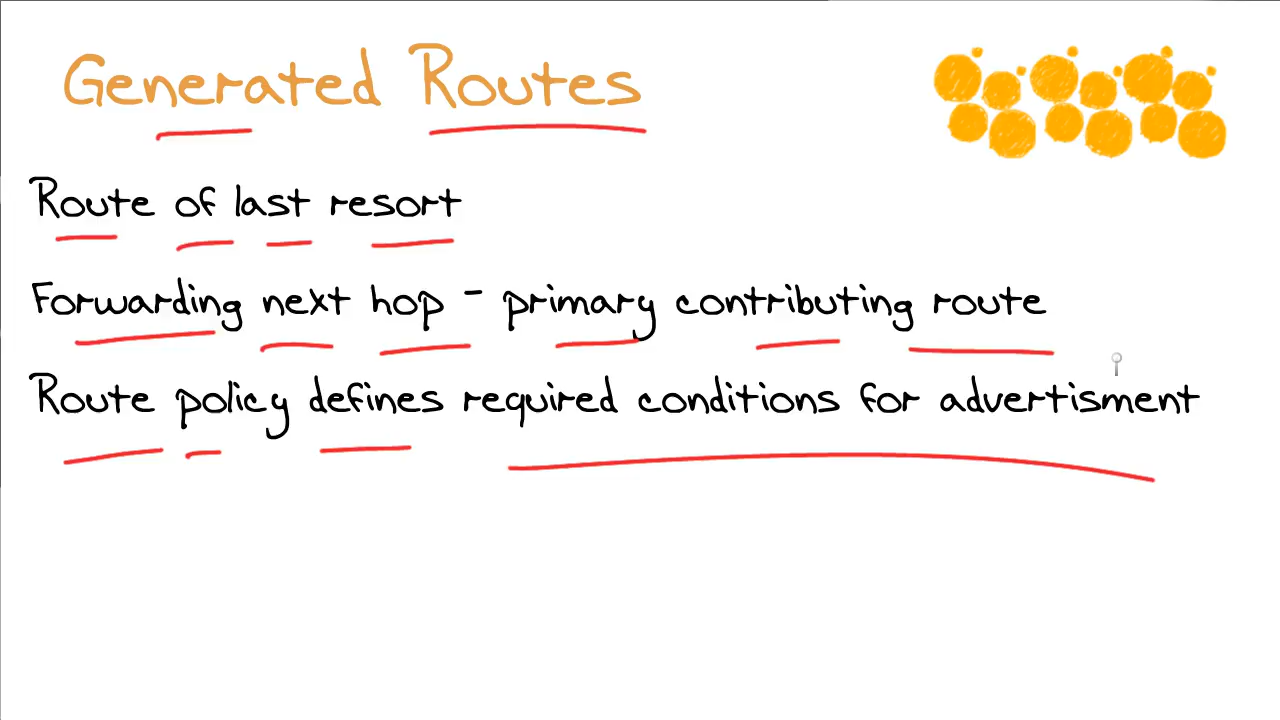 Generated Routes
Route of last resort
Forwarding next hop - primary contributing route
Route policy defines required conditions for advertisment